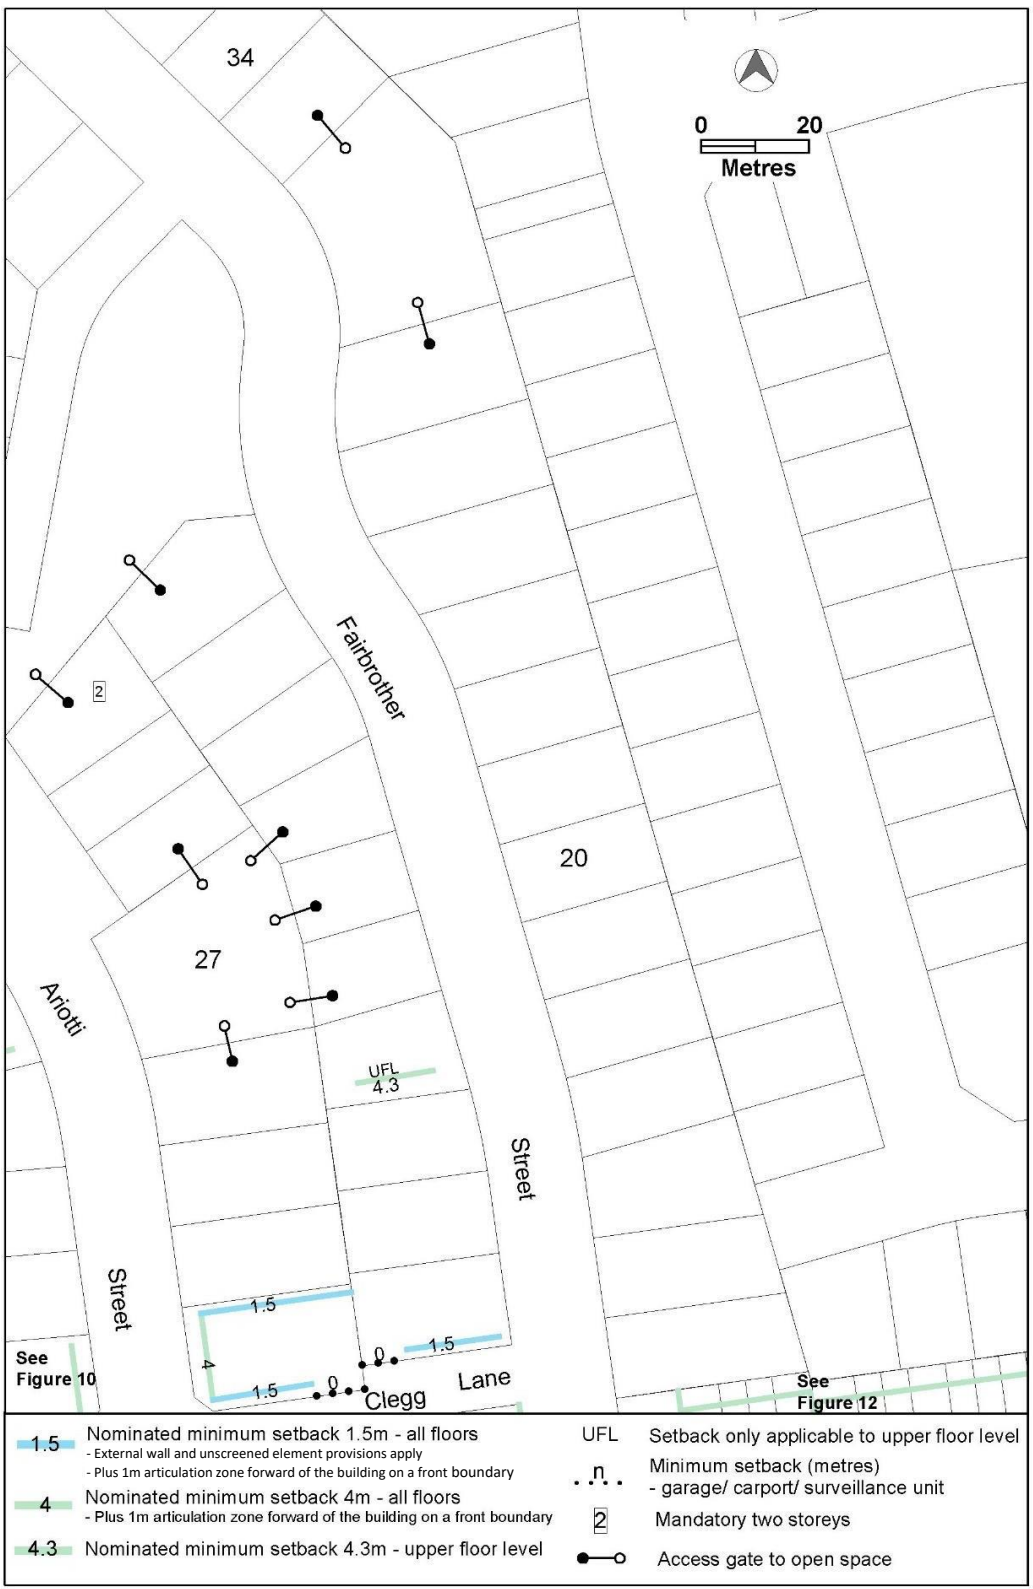 34
0 20
Metres
Fairbrother
2
20
27
Ariotti
UFL
4.3
Street
Street
1.5
4
0
1.5
1.5
0
Clegg Lane
See
Figure 10
See
Figure 12
1.5 Nominated minimum setback 1.5m - all floors
- External wall and unscreened element provisions apply
- Plus 1m articulation zone forward of the building on a front boundary
4 Nominated minimum setback 4m - all floors
- Plus 1m articulation zone forward of the building on a front boundary
4.3 Nominated minimum setback 4.3m - upper floor level
UFL Setback only applicable to upper floor level
n Minimum setback (metres)
- garage/ carport/ surveillance unit
2 Mandatory two storeys
Access gate to open space